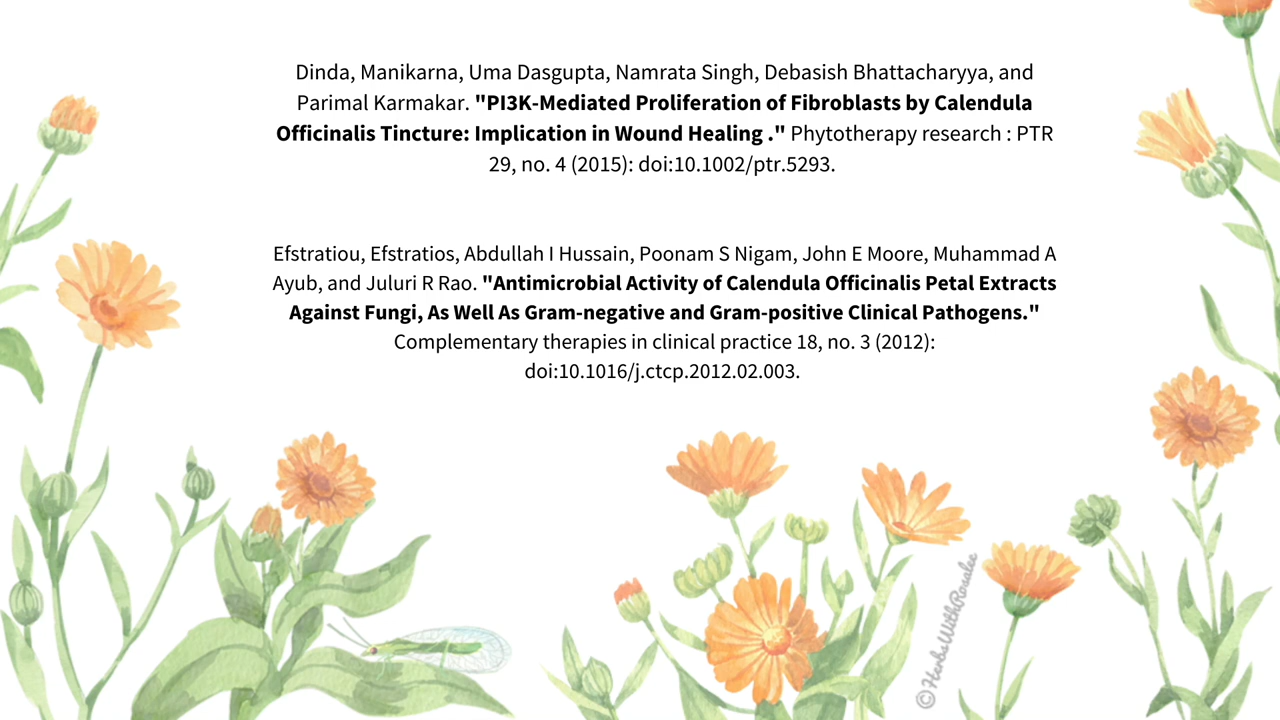 Dinda, Manikarna, Uma Dasgupta, Namrata Singh, Debasish Bhattacharyya, and
Parimal Karmakar. "PI3K-Mediated Proliferation of Fibroblasts by Calendula
Officinalis Tincture: Implication in Wound Healing ." Phytotherapy research : PTR
29, no. 4 (2015): doi:10.1002/ptr.5293.
Efstratiou, Efstratios, Abdullah I Hussain, Poonam S Nigam, John E Moore, Muhammad A
Ayub, and Juluri R Rao. "Antimicrobial Activity of Calendula Officinalis Petal Extracts
Against Fungi, As Well As Gram-negative and Gram-positive Clinical Pathogens."
Complementary therapies in clinical practice 18, no. 3 (2012):
doi:10.1016/j.ctcp.2012.02.003.
©HerbsWithRosalee